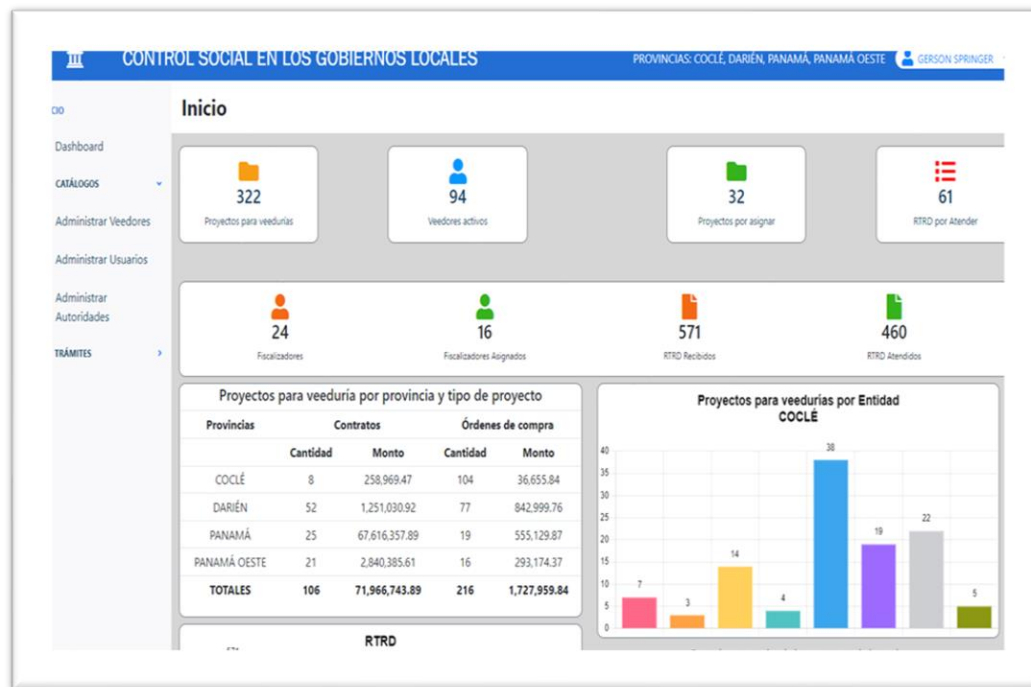 CONTROL SOCIAL EN LOS GOBIERNOS LOCALES
PROVINCIAS: COCLÉ, DARIÉN, PANAMÁ, PANAMÁ OESTE
GERSON SPRINGER
CIO
Dashboard
CATÁLOGOS
Administrar Veedores
Administrar Usuarios
Administrar
Autoridades
TRÁMITES
Inicio
322
Proyectos para veedurías
94
Veedores activos
32
Proyectos por asignar
61
RTRD por Atender
24
Fiscalizadores
16
Fiscalizadores Asignados
571
RTRD Recibidos
460
RTRD Atendidos
Proyectos para veeduría por provincia y tipo de proyecto
Provincias Contratos Órdenes de compra
Cantidad Monto Cantidad Monto
COCLÉ 8 258,969.47 104 36,655.84
DARIÉN 52 1,251,030.92 77 842,999.76
PANAMÁ 25 67,616,357.89 19 555,129.87
PANAMÁ OESTE 21 2,840,385.61 16 293,174.37
TOTALES 106 71,966,743.89 216 1,727,959.84
Proyectos para veedurías por Entidad
COCLÉ
40
35
30
25
20
15
10
5
0
7
3
14
4
38
19
22
5
RTRD